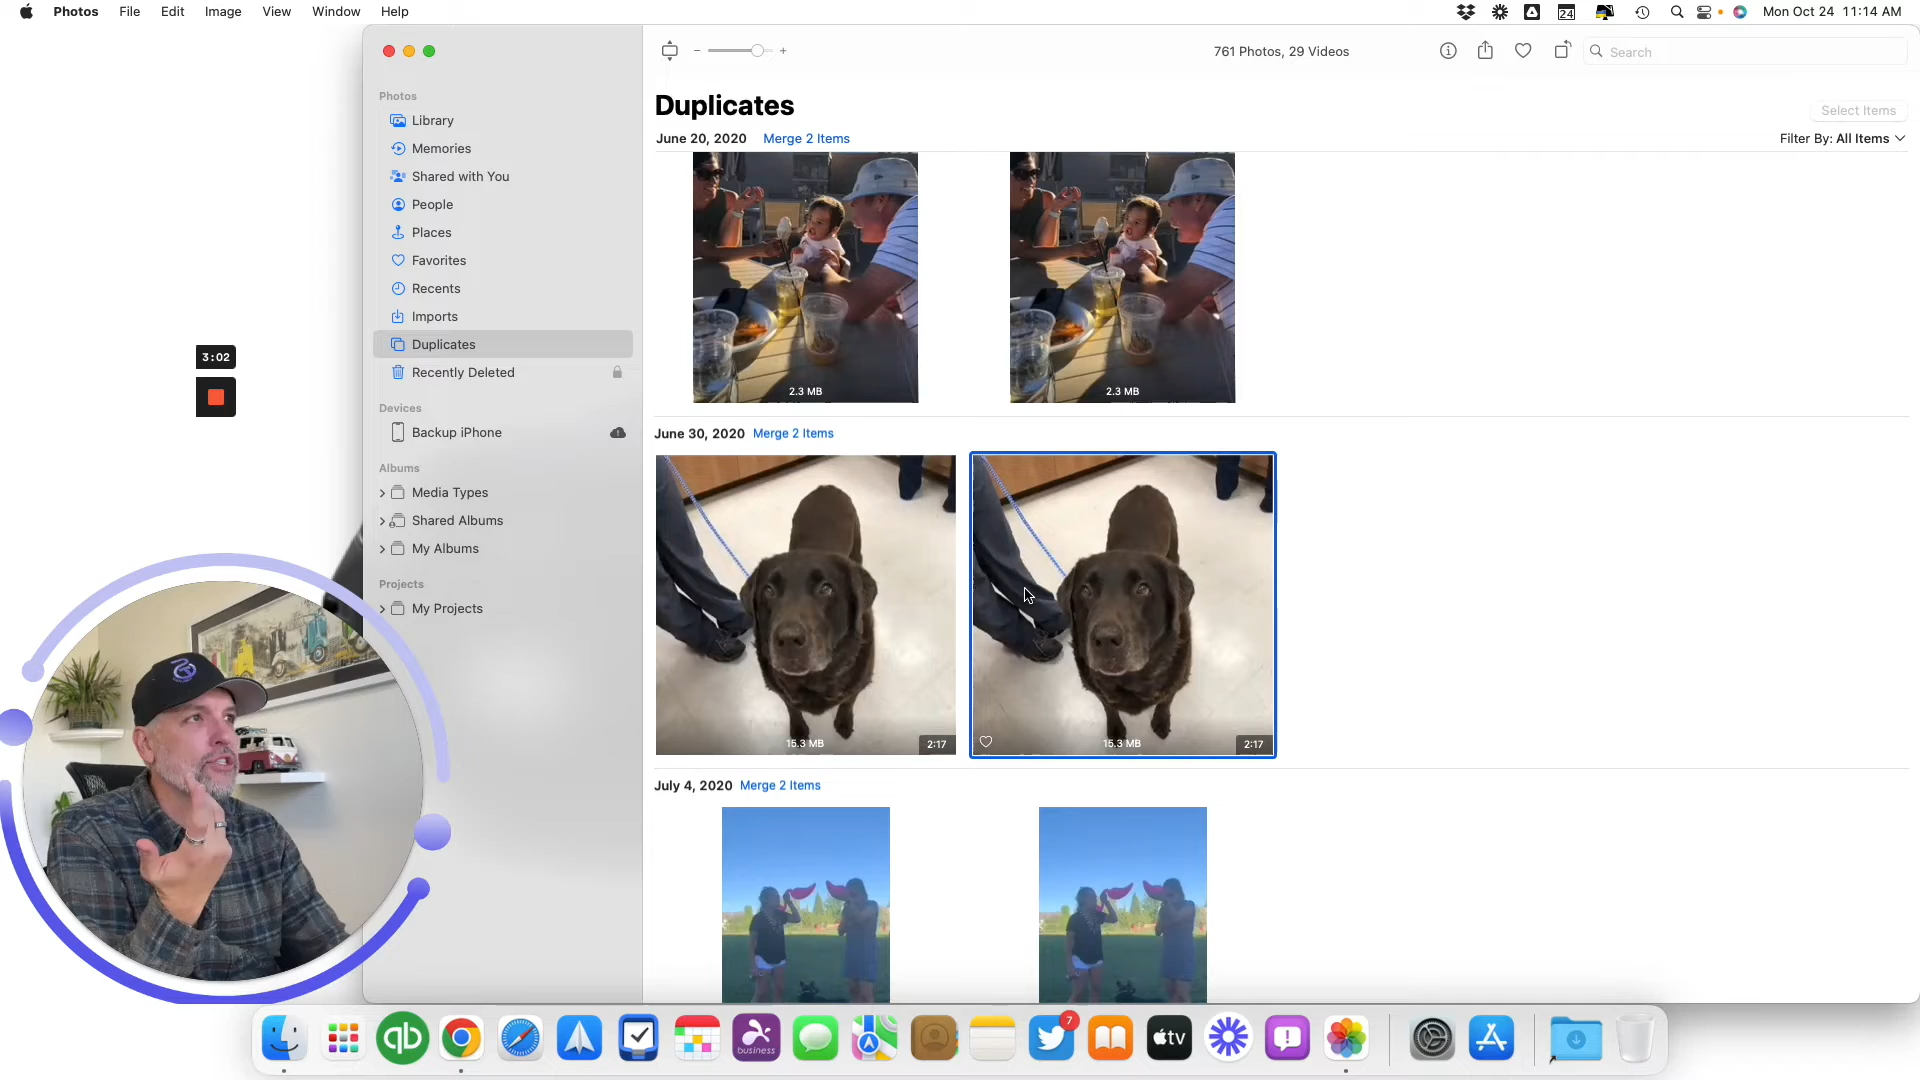 Photos File Edit Image View Window Help
24
Mon Oct 24 11:14 AM
761 Photos, 29 Videos
Search
Photos
Library
Memories
Shared with You
People
Places
Favorites
Recents
Imports
Duplicates
Recently Deleted
Devices
Backup iPhone
Albums
Media Types
Shared Albums
My Albums
Projects
My Projects
3:02
Duplicates
Select Items
June 20, 2020 Merge 2 Items
Filter By: All Items
2.3 MB
2.3 MB
June 30, 2020 Merge 2 Items
15.3 MB
2:17
15.3 MB
2:17
July 4, 2020 Merge 2 Items
qb
business
7
tv